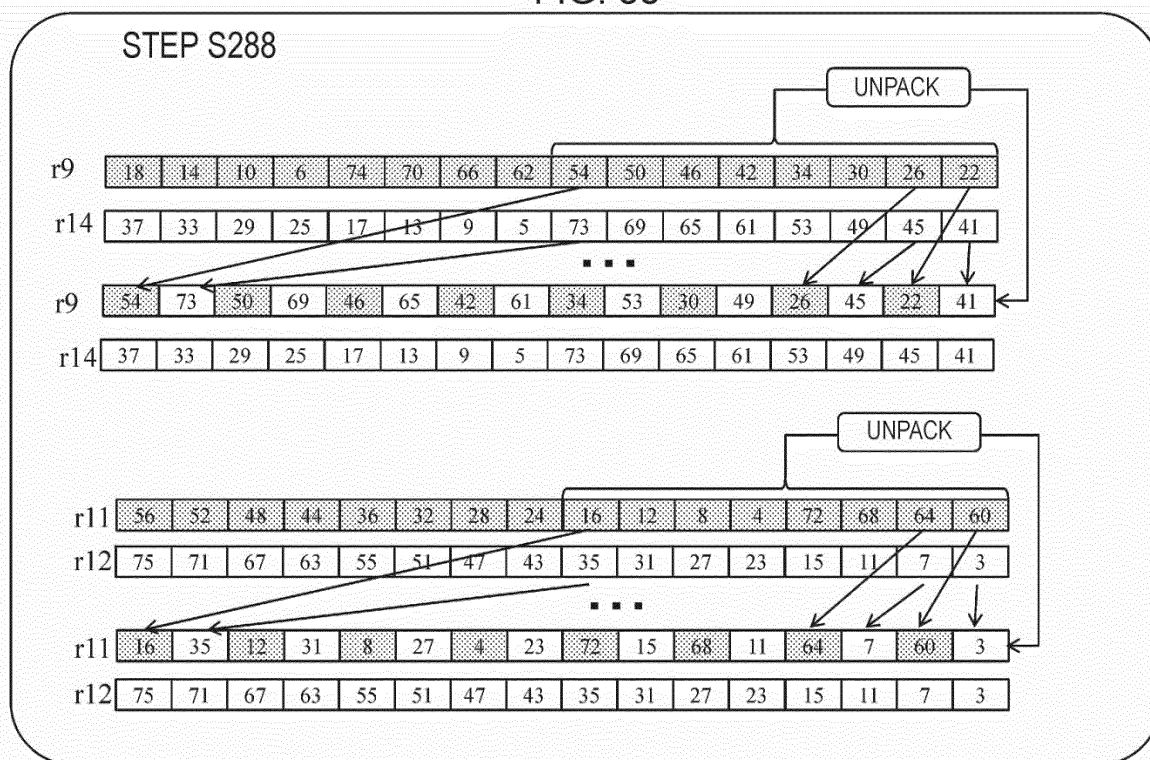 STEP S288
UNPACK
r9 18 14 10 6 74 70 66 62 54 50 46 42 34 30 26 22
r14 37 33 29 25 17 13 9 5 73 69 65 61 53 49 45 41
r9 54 73 50 69 46 65 42 61 34 53 30 49 26 45 22 41
r14 37 33 29 25 17 13 9 5 73 69 65 61 53 49 45 41
UNPACK
r11 56 52 48 44 36 32 28 24 16 12 8 4 72 68 64 60
r12 75 71 67 63 55 51 47 43 35 31 27 23 15 11 7 3
r11 16 35 12 31 8 27 4 23 72 15 68 11 64 7 60 3
r12 75 71 67 63 55 51 47 43 35 31 27 23 15 11 7 3